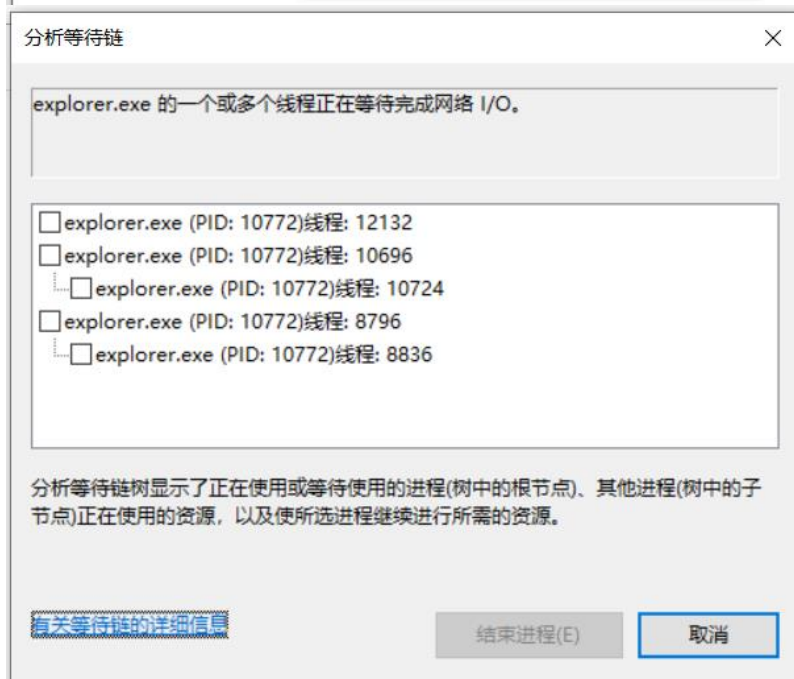 分析等待链
explorer.exe 的一个或多个线程正在等待完成网络 I/O。
explorer.exe (PID: 10772)线程: 12132
explorer.exe (PID: 10772)线程: 10696
explorer.exe (PID: 10772)线程: 10724
explorer.exe (PID: 10772)线程: 8796
explorer.exe (PID: 10772)线程: 8836
分析等待链树显示了正在使用或等待使用的进程(树中的根节点)、其他进程(树中的子
节点)正在使用的资源，以及使所选进程继续进行所需的资源。
有关等待链的详细信息
结束进程(E)
取消